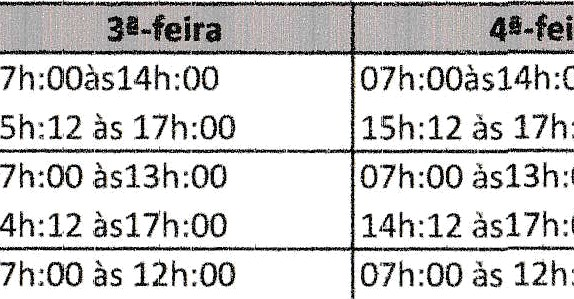 3ª-feira 4ª-fei
7h:00às14h:00 07h:00às14h:0
5h:12 às 17h:00 15h:12 às 17h:
7h:00 às13h:00 07h:00 às13h:0
4h:12 às17h:00 14h:12 às17h:0
7h:00 às 12h:00 07h:00 às 12h: